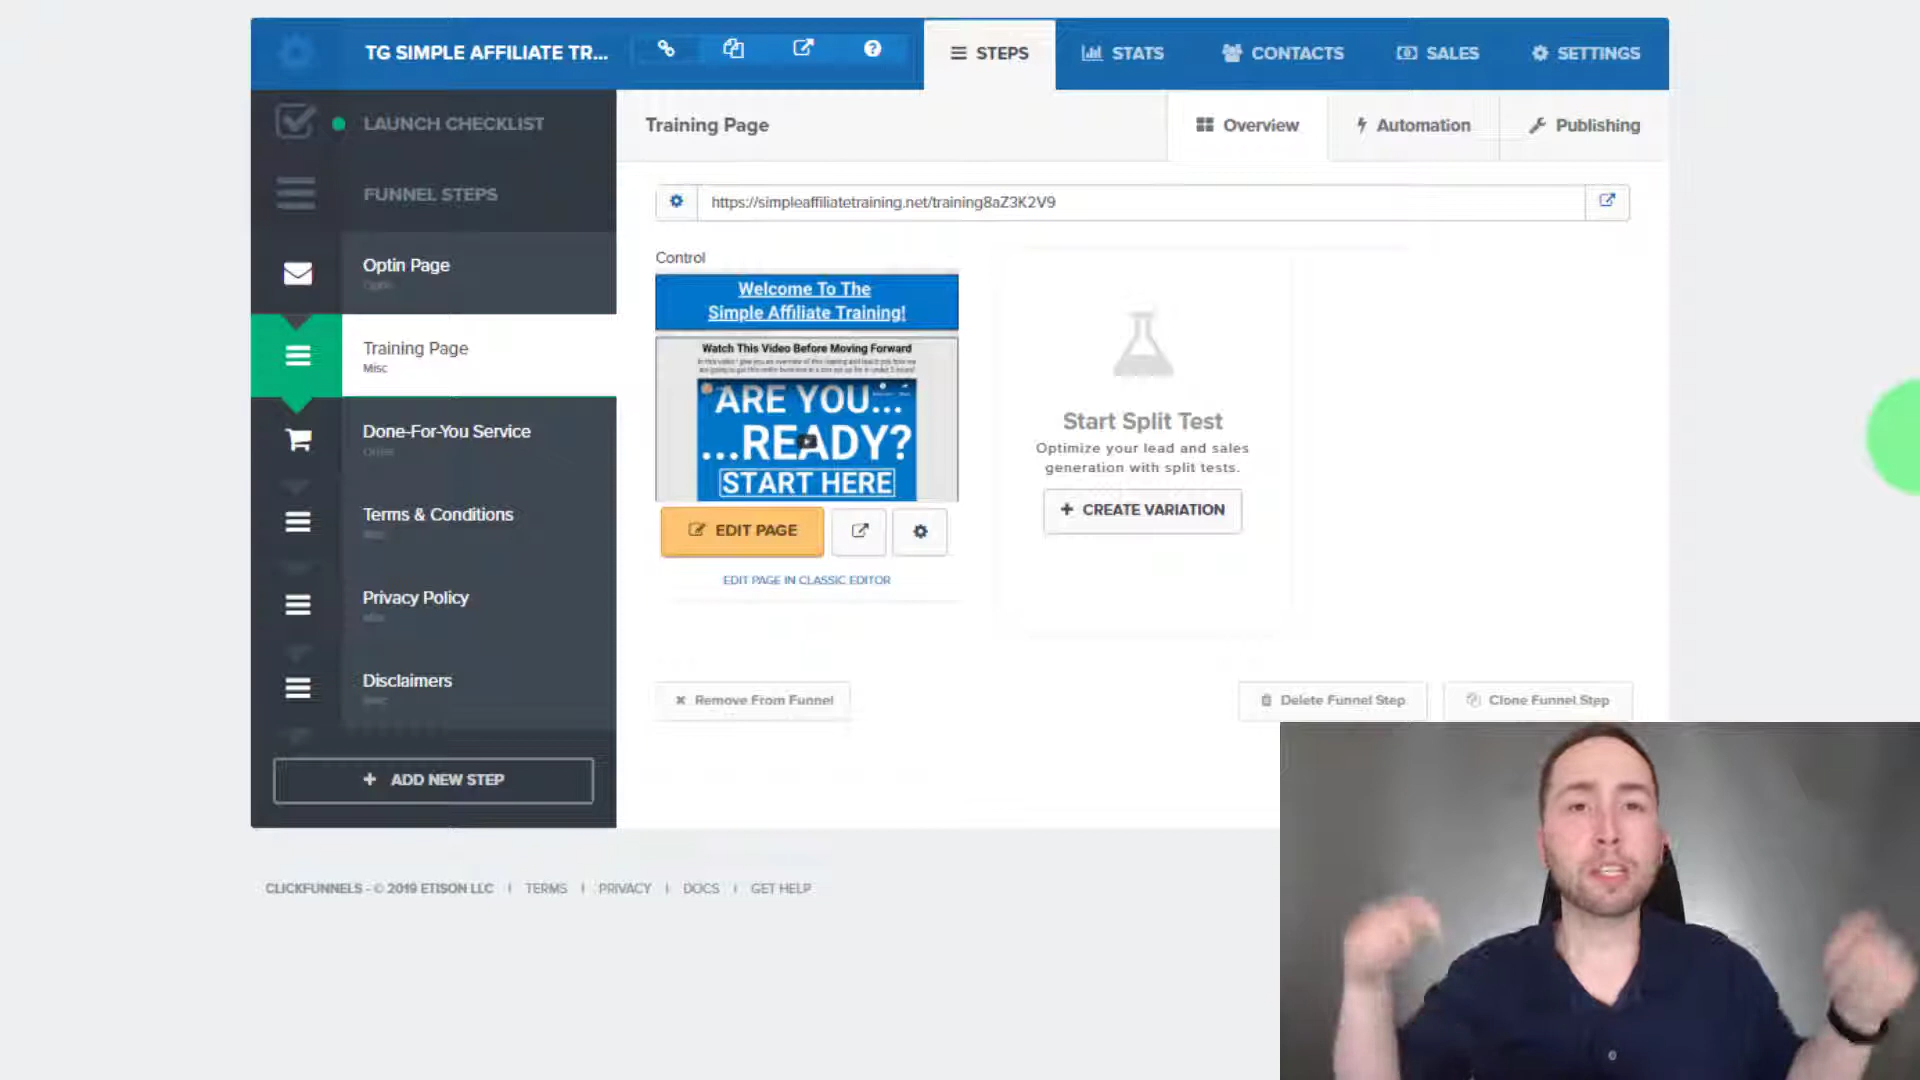 TG SIMPLE AFFILIATE TR...
STEPS
STATS
CONTACTS
SALES
SETTINGS
LAUNCH CHECKLIST
FUNNEL STEPS
Optin Page
Training Page
Misc
Done-For-You Service
Terms & Conditions
Privacy Policy
Disclaimers
+ ADD NEW STEP
Training Page
Overview
Automation
Publishing
https://simpleaffiliatetraining.net/training8aZ3K2V9
Control
Welcome To The
Simple Affiliate Training!
Watch This Video Before Moving Forward
ARE YOU...
...READY?
START HERE
EDIT PAGE
EDIT PAGE IN CLASSIC EDITOR
Start Split Test
Optimize your lead and sales
generation with split tests.
+ CREATE VARIATION
Remove From Funnel
Delete Funnel Step
Clone Funnel Step
CLICKFUNNELS - © 2019 ETISON LLC | TERMS | PRIVACY | DOCS | GET HELP